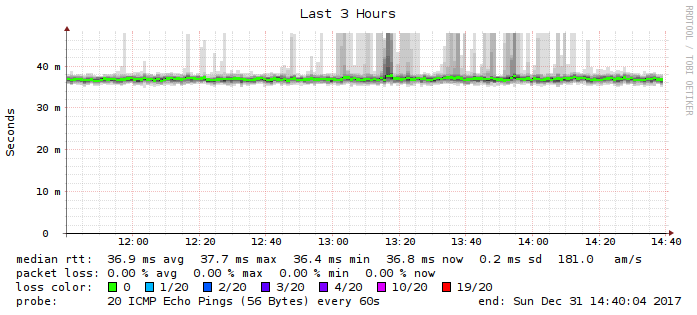 Last 3 Hours
RRDTOOL / TOBI OETIKER
Seconds
40 m
30 m
20 m
10 m
0
12:00 12:20 12:40 13:00 13:20 13:40 14:00 14:20 14:40
median rtt: 36.9 ms avg 37.7 ms max 36.4 ms min 36.8 ms now 0.2 ms sd 181.0 am/s
packet loss: 0.00 % avg 0.00 % max 0.00 % min 0.00 % now
loss color: 0 1/20 2/20 3/20 4/20 10/20 19/20
probe: 20 ICMP Echo Pings (56 Bytes) every 60s end: Sun Dec 31 14:40:04 2017